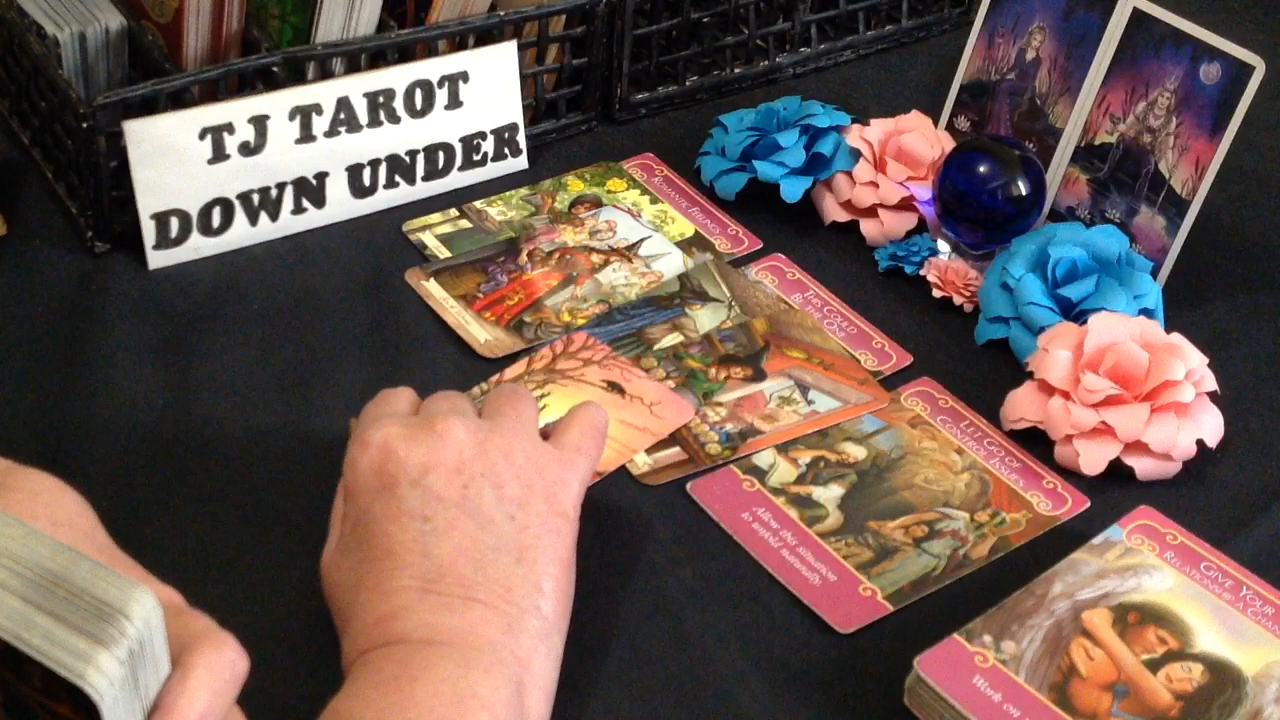 TJ TAROT
DOWN UNDER
ROMANTIC FEELINGS
THIS COULD
BE THE ONE
LET GO OF
CONTROL ISSUES
Allow this situation
to unfold naturally.
GIVE YOUR
RELATIONSHIP A CHAN
Work on